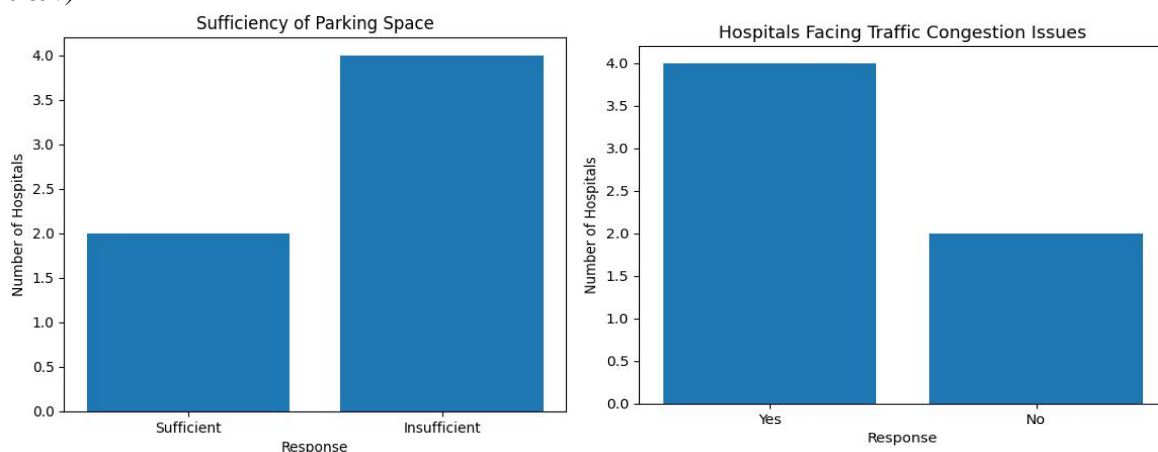 Sufficiency of Parking Space
4.0
3.5
3.0
2.5
2.0
1.5
1.0
0.5
0.0
Number of Hospitals
Sufficient Insufficient
Response
Hospitals Facing Traffic Congestion Issues
4.0
3.5
3.0
2.5
2.0
1.5
1.0
0.5
0.0
Number of Hospitals
Yes No
Response